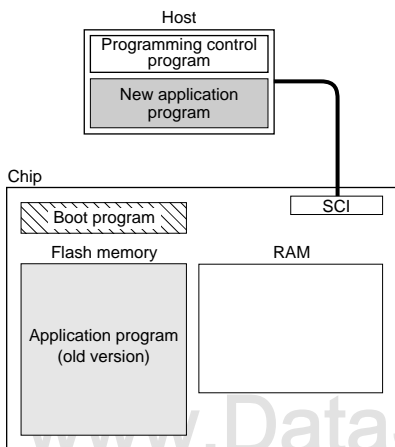 Host
Programming control
program
New application
program
Chip
SCI
Boot program
Flash memory
RAM
Application program
(old version)
www.Datas